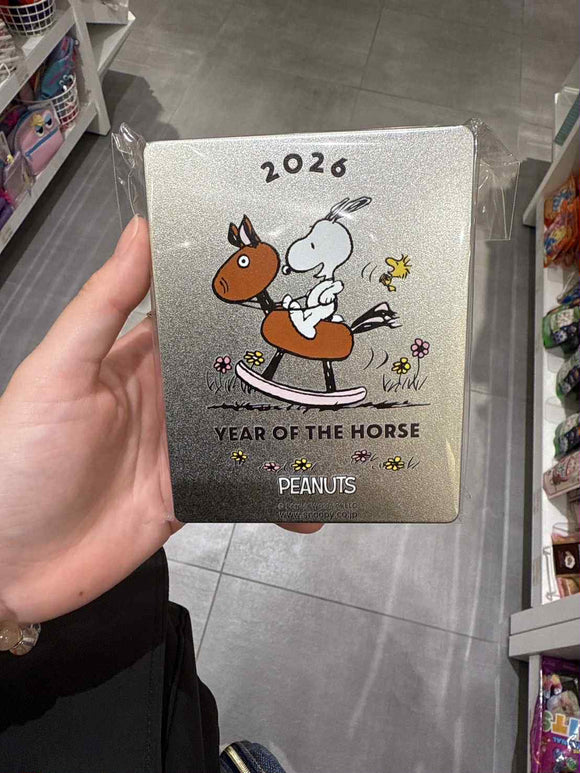 2026
YEAR OF THE HORSE
PEANUTS
www.snoopy.co.jp